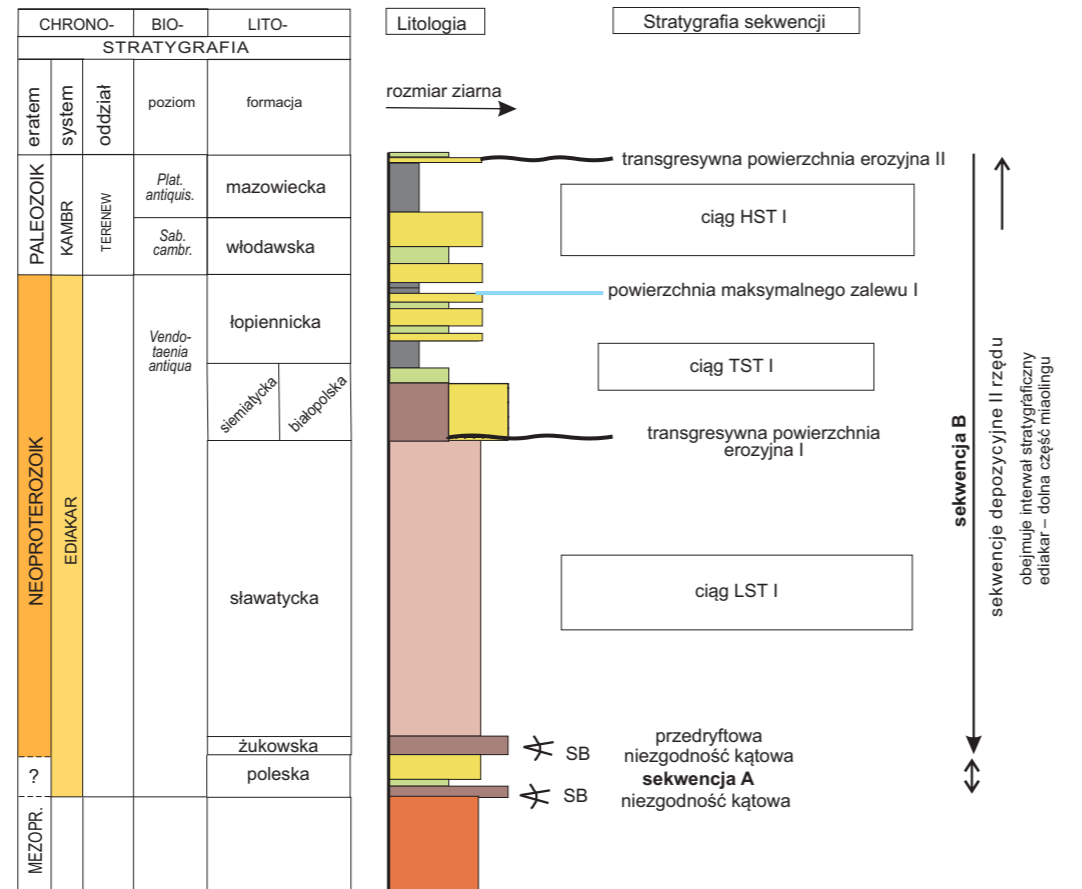 CHRONO-
BIO-
LITO-
STRATYGRAFIA
eratem
system
oddział
poziom
formacja
Litologia
Stratygrafia sekwencji
rozmiar ziarna
PALEOZOIK
KAMBR
TERENEW
Plat.
antiquis.
mazowiecka
Sab.
cambr.
włodawska
NEOPROTEROZOIK
EDIAKAR
Vendo-
taenia
antiqua
łopiennicka
siemiatycka
białopolska
sławatycka
żukowska
?
poleska
MEZOPR.
transgresywna powierzchnia erozyjna II
ciąg HST I
powierzchnia maksymalnego zalewu I
ciąg TST I
transgresywna powierzchnia
erozyjna I
ciąg LST I
SB
przedryftowa
niezgodność kątowa
sekwencja A
SB
niezgodność kątowa
sekwencja B
sekwencje depozycyjne II rzędu
obejmuje interwał stratygraficzny
ediakar – dolna część miaolingu